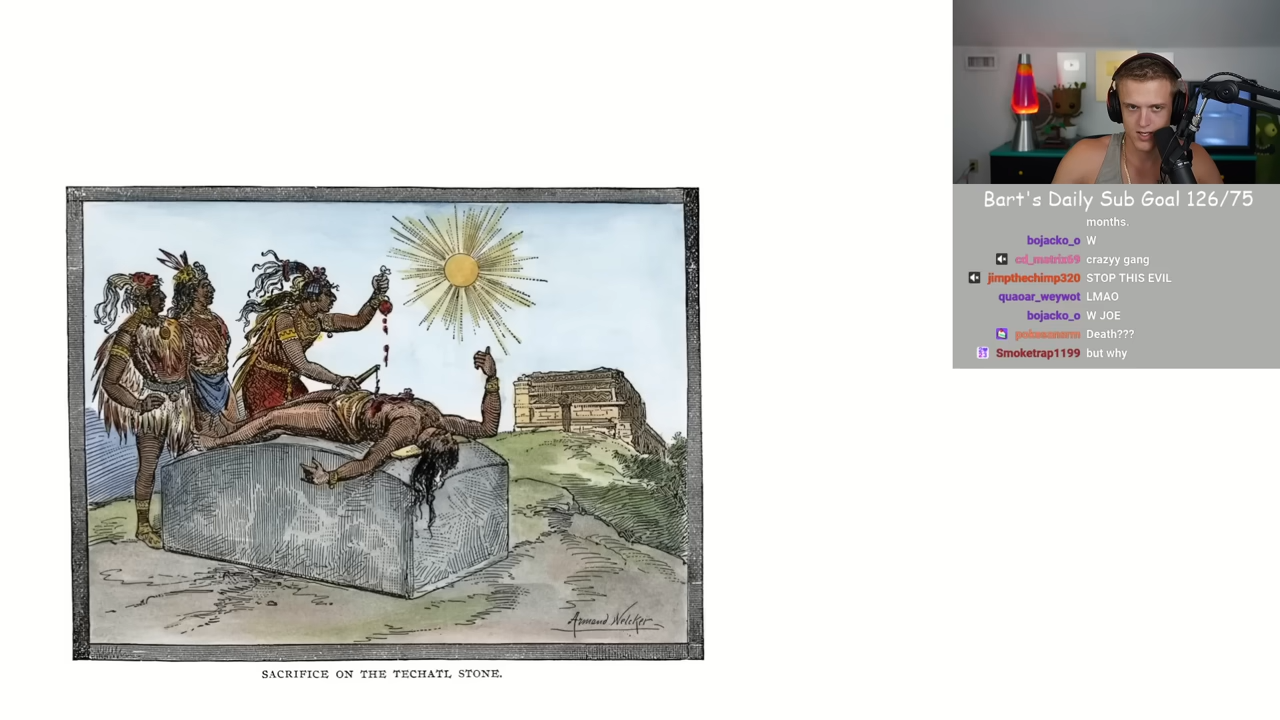 Bart's Daily Sub Goal 126/75
months.
bojacko_o W
cd_matrix69 crazyy gang
jimpthechimp320 STOP THIS EVIL
quaoar_weywot LMAO
bojacko_o W JOE
Death???
Smoketrap1199 but why
Armand Welcker
SACRIFICE ON THE TECHATL STONE.